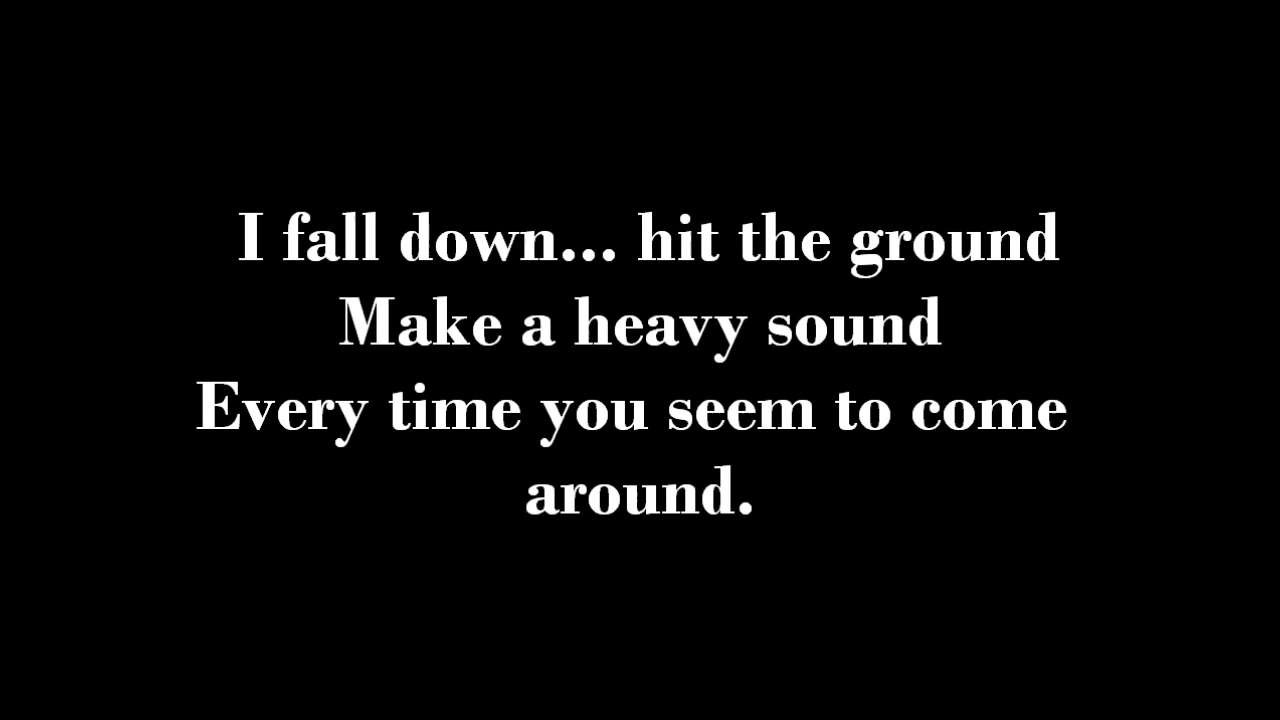 I fall down... hit the ground
Make a heavy sound
Every time you seem to come
around.